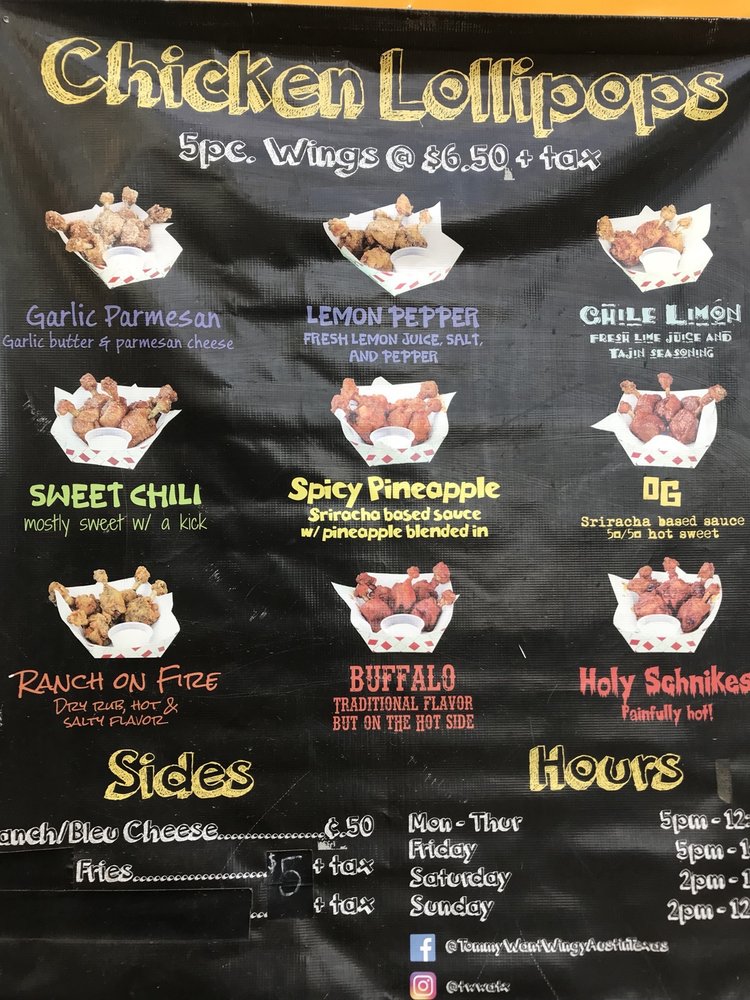 Chicken Lollipops
5pc. Wings @ $6.50 + tax
Garlic Parmesan
Garlic butter & parmesan cheese
LEMON PEPPER
FRESH LEMON JUICE, SALT,
AND PEPPER
CHILE LIMÓN
FRESH LIME JUICE AND
TAJIN SEASONING
SWEET CHILI
mostly sweet w/ a kick
Spicy Pineapple
Sriracha based sauce
w/ pineapple blended in
OG
Sriracha based sauce
50/50 hot sweet
RANCH ON FIRE
DRY RUB, HOT &
SALTY FLAVOR
BUFFALO
TRADITIONAL FLAVOR
BUT ON THE HOT SIDE
Holy Schnikes
Painfully hot!
Sides
anch/Bleu Cheese......................¢.50
Fries....................$5 + tax
.. + tax
Hours
Mon - Thur 5pm - 12
Friday 5pm - 1
Saturday 2pm - 1
Sunday 2pm - 12
@TommyWantWingyAustinTexas
@twwatx